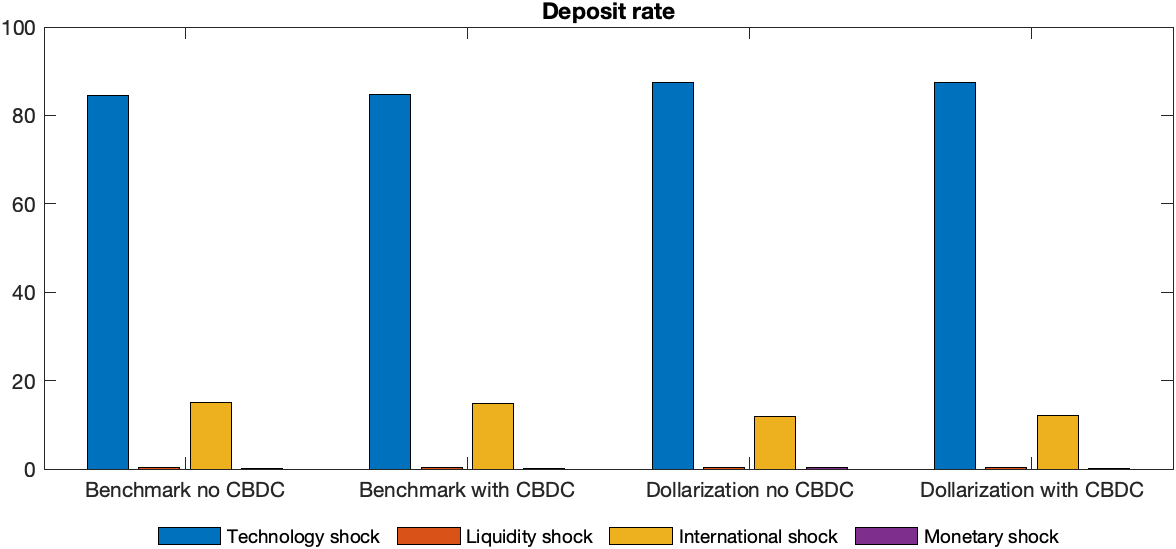 Deposit rate
100
80
60
40
20
0
Benchmark no CBDC Benchmark with CBDC Dollarization no CBDC Dollarization with CBDC
Technology shock Liquidity shock International shock Monetary shock